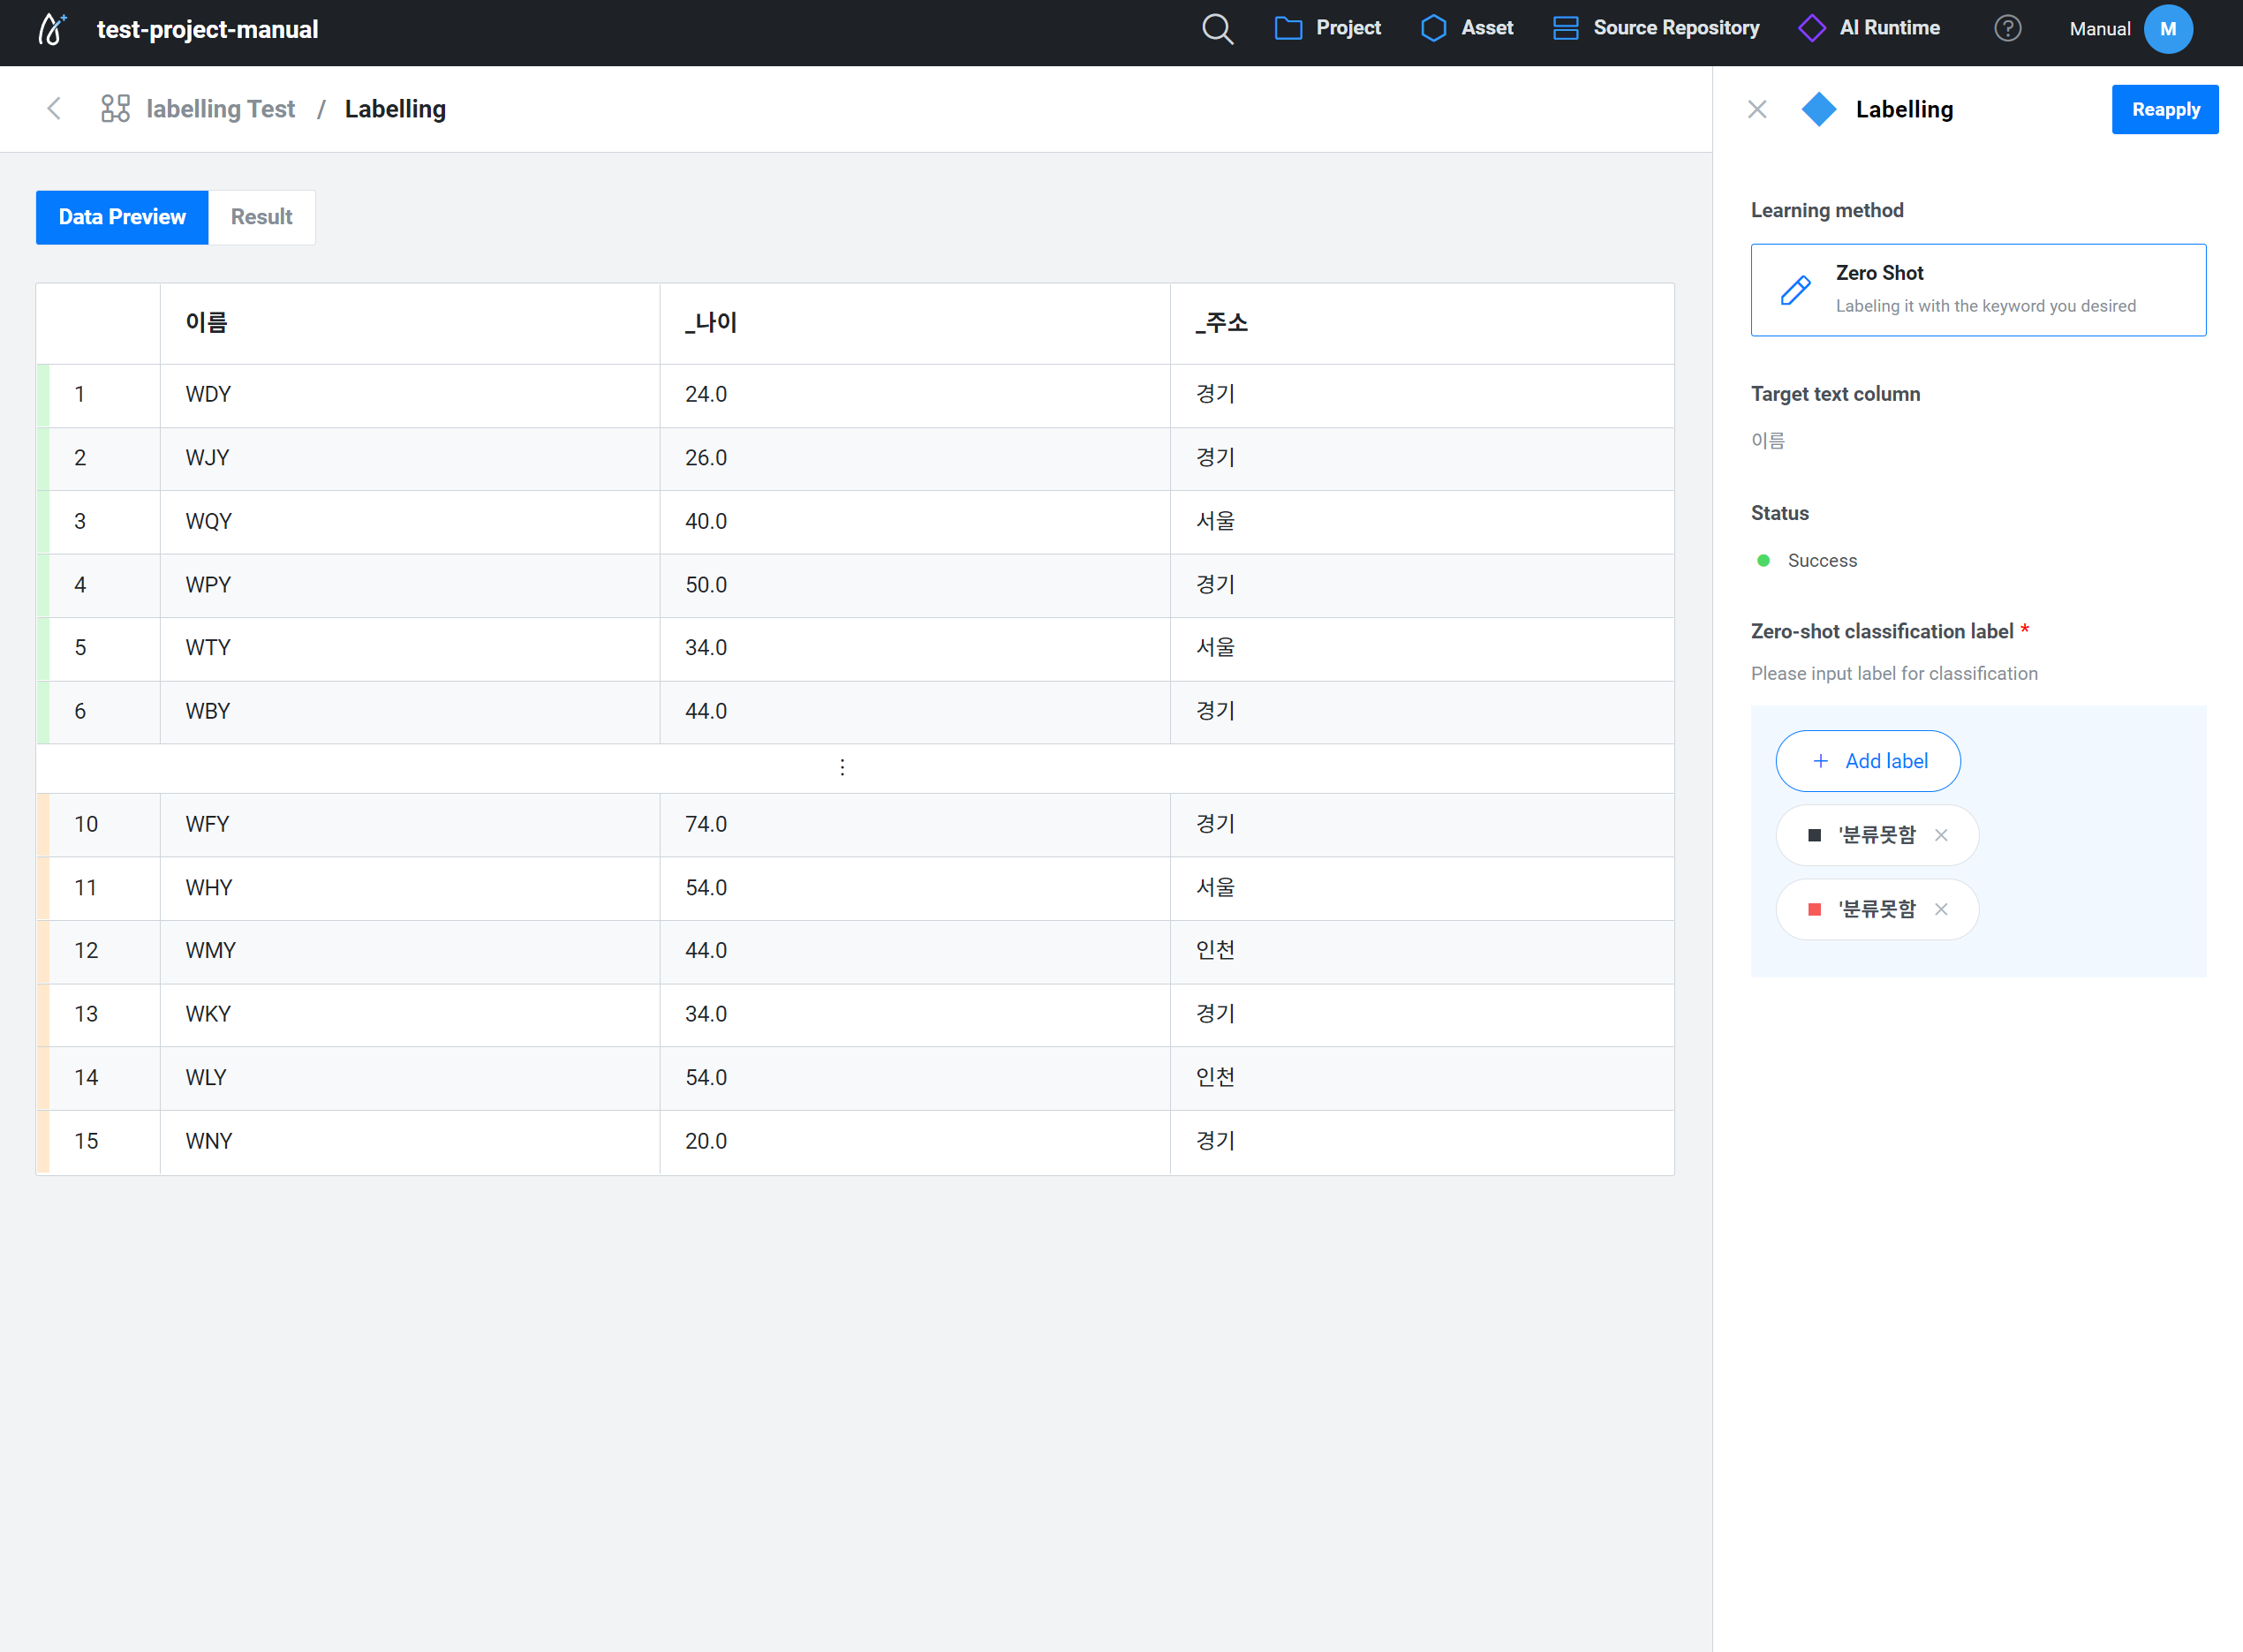 test-project-manual
Project
Asset
Source Repository
AI Runtime
?
Manual
M
labelling Test / Labelling
Data Preview
Result
이름 _나이 _주소
1 WDY 24.0 경기
2 WJY 26.0 경기
3 WQY 40.0 서울
4 WPY 50.0 경기
5 WTY 34.0 서울
6 WBY 44.0 경기
⋮
10 WFY 74.0 경기
11 WHY 54.0 서울
12 WMY 44.0 인천
13 WKY 34.0 경기
14 WLY 54.0 인천
15 WNY 20.0 경기
Labelling
Reapply
Learning method
Zero Shot
Labeling it with the keyword you desired
Target text column
이름
Status
Success
Zero-shot classification label *
Please input label for classification
+ Add label
'분류못함
'분류못함